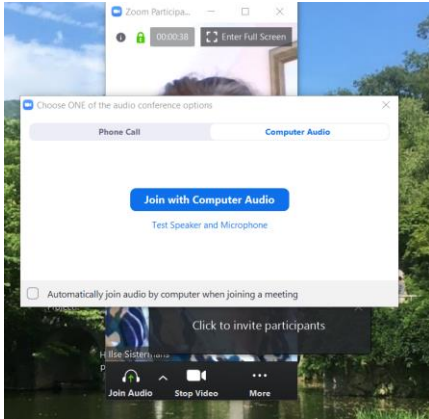 Zoom Participa...
00:00:38
Enter Full Screen
Choose ONE of the audio conference options
Phone Call
Computer Audio
Join with Computer Audio
Test Speaker and Microphone
Automatically join audio by computer when joining a meeting
Click to invite participants
Ilse
Join Audio
Stop Video
More